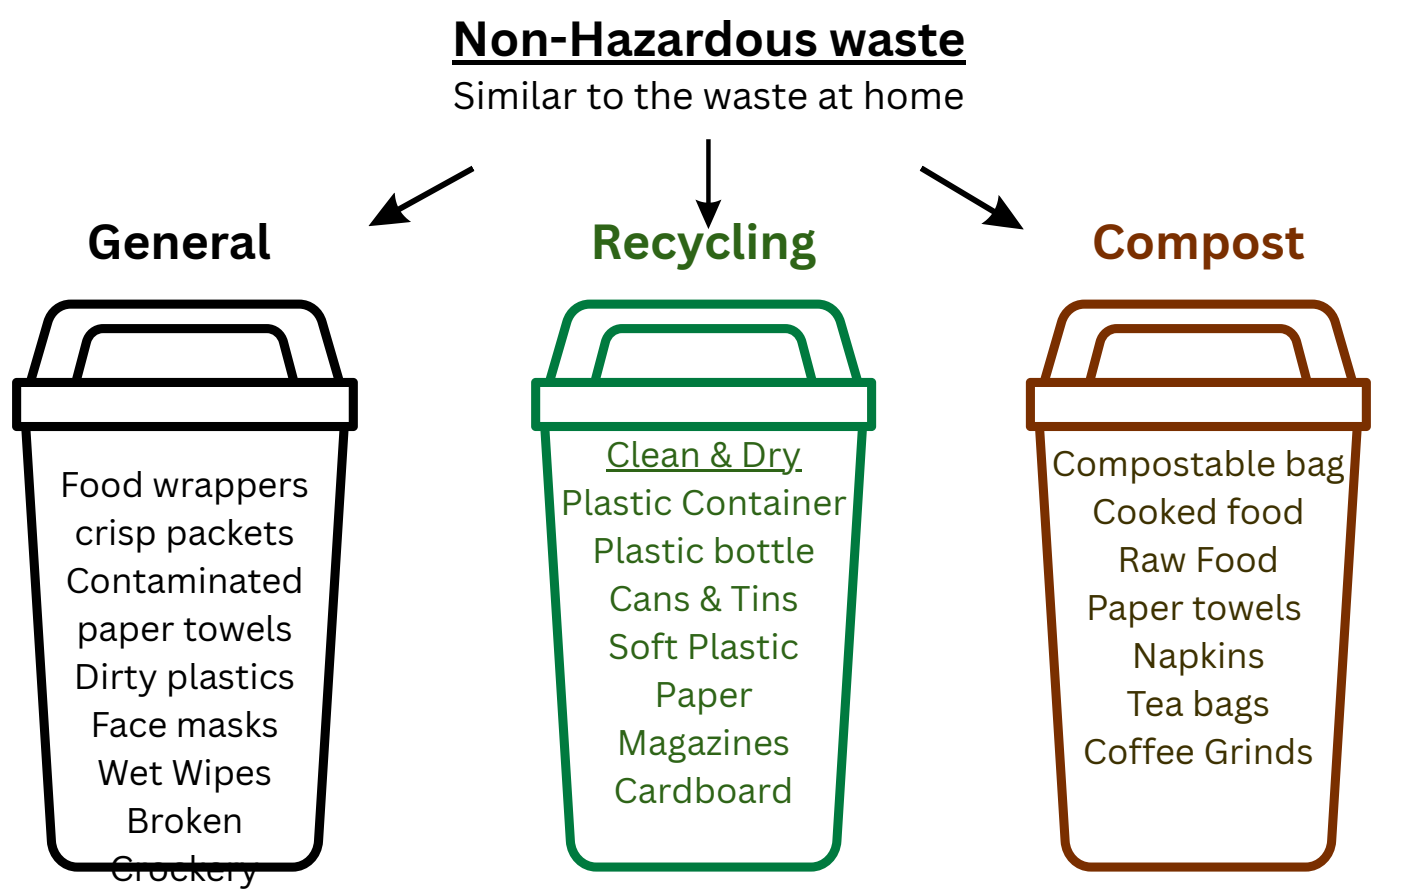 Non-Hazardous waste
Similar to the waste at home
General
Food wrappers
crisp packets
Contaminated
paper towels
Dirty plastics
Face masks
Wet Wipes
Broken
Crockery
Recycling
Clean & Dry
Plastic Container
Plastic bottle
Cans & Tins
Soft Plastic
Paper
Magazines
Cardboard
Compost
Compostable bag
Cooked food
Raw Food
Paper towels
Napkins
Tea bags
Coffee Grinds